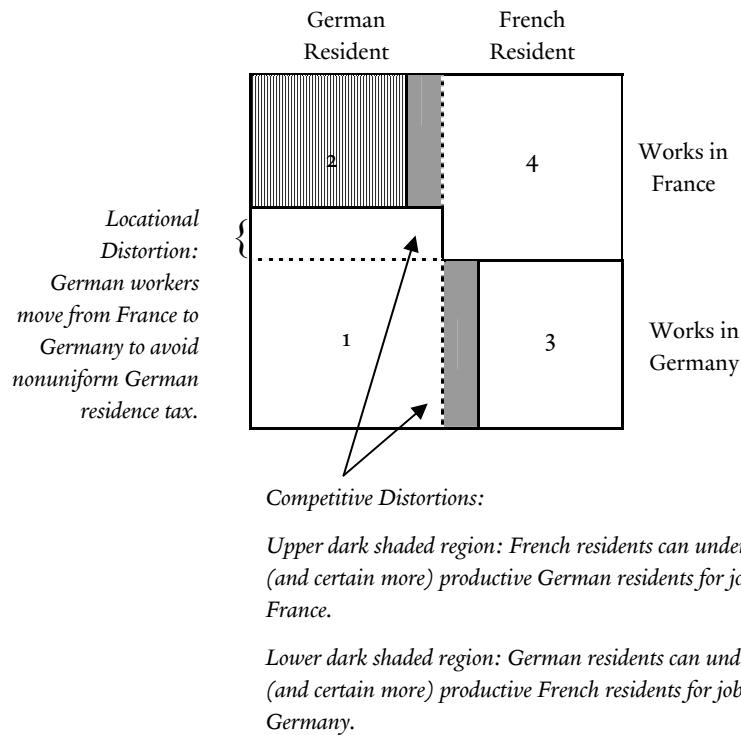 German
Resident
French
Resident
2
4
Works in
France
Locational
Distortion:
German workers
move from France to
Germany to avoid
nonuniform German
residence tax.
{
1
3
Works in
Germany
Competitive Distortions:
Upper dark shaded region: French residents can under
(and certain more) productive German residents for jo
France.
Lower dark shaded region: German residents can und
(and certain more) productive French residents for job
Germany.